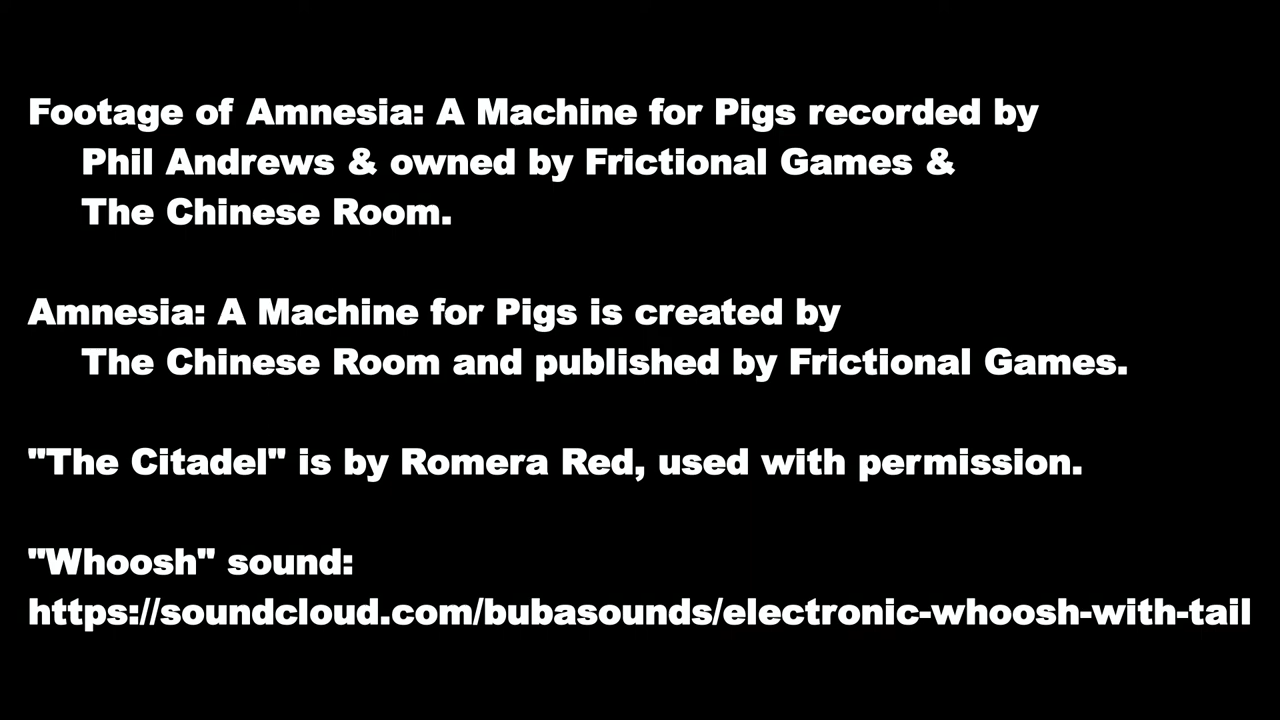 Footage of Amnesia: A Machine for Pigs recorded by
Phil Andrews & owned by Frictional Games &
The Chinese Room.
Amnesia: A Machine for Pigs is created by
The Chinese Room and published by Frictional Games.
"The Citadel" is by Romera Red, used with permission.
"Whoosh" sound:
https://soundcloud.com/bubasounds/electronic-whoosh-with-tail